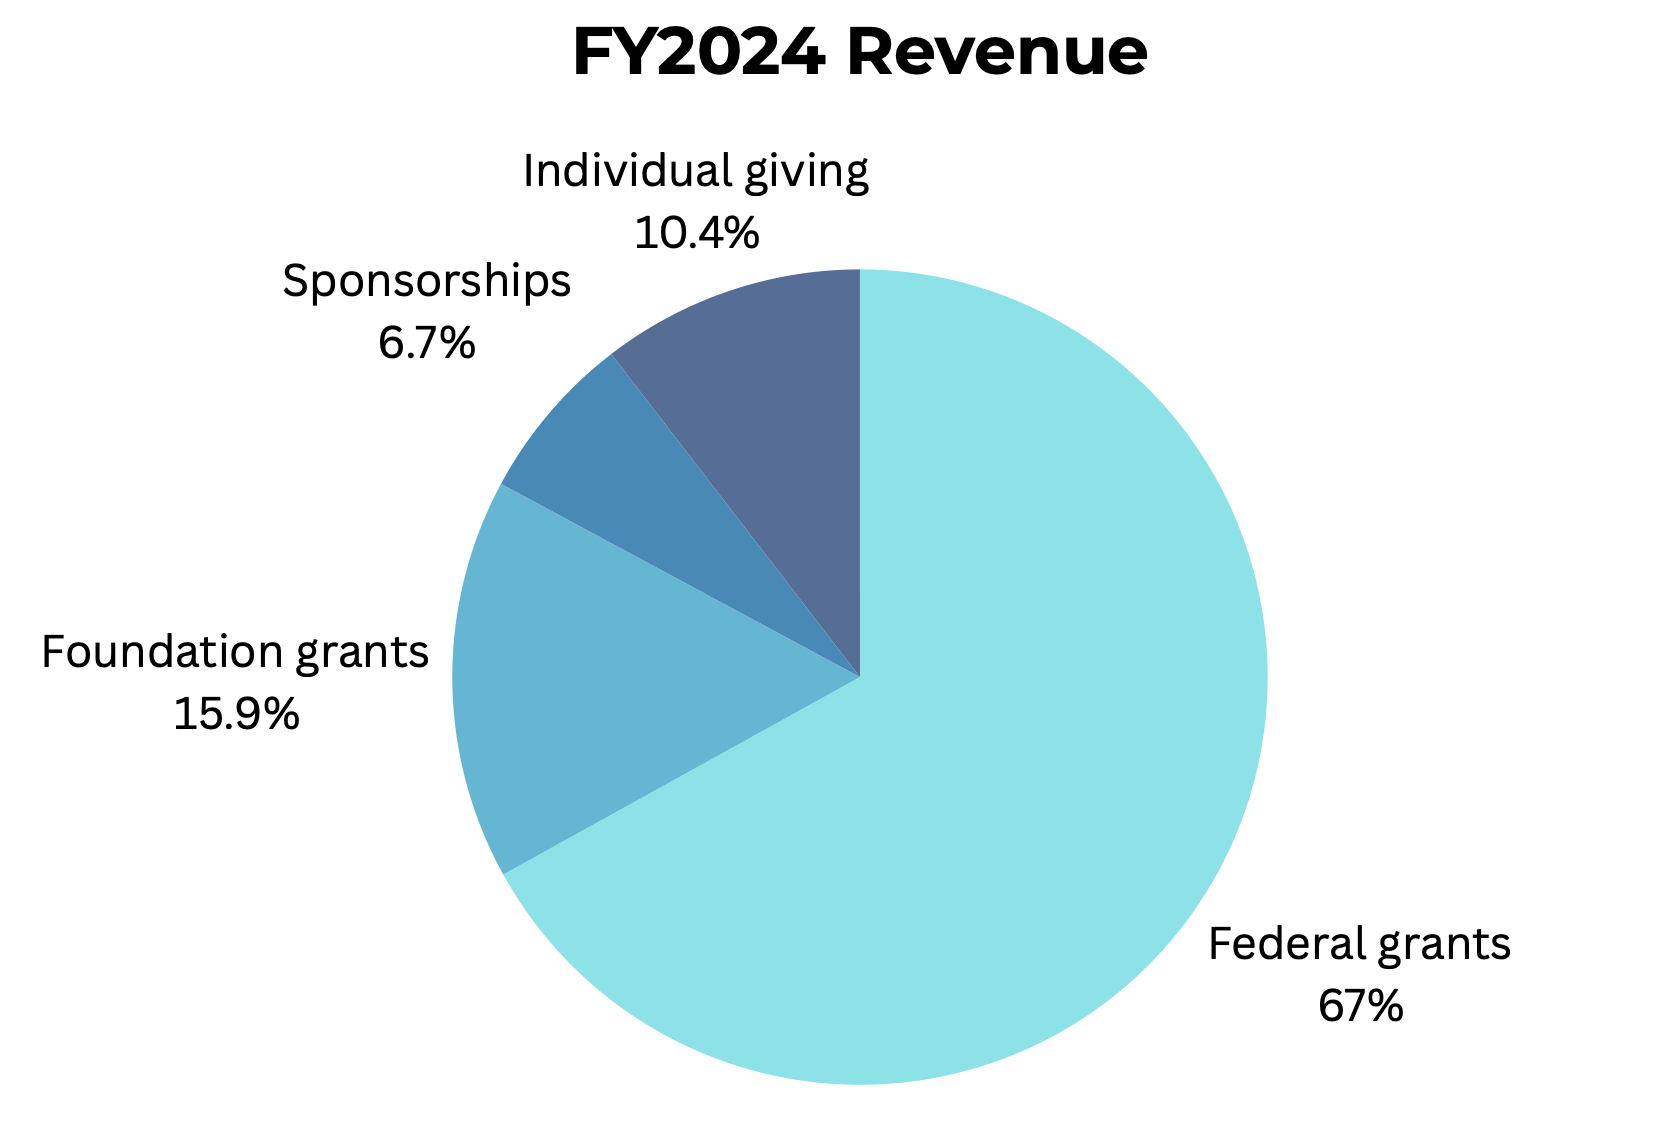 FY2024 Revenue
Individual giving
10.4%
Sponsorships
6.7%
Foundation grants
15.9%
Federal grants
67%